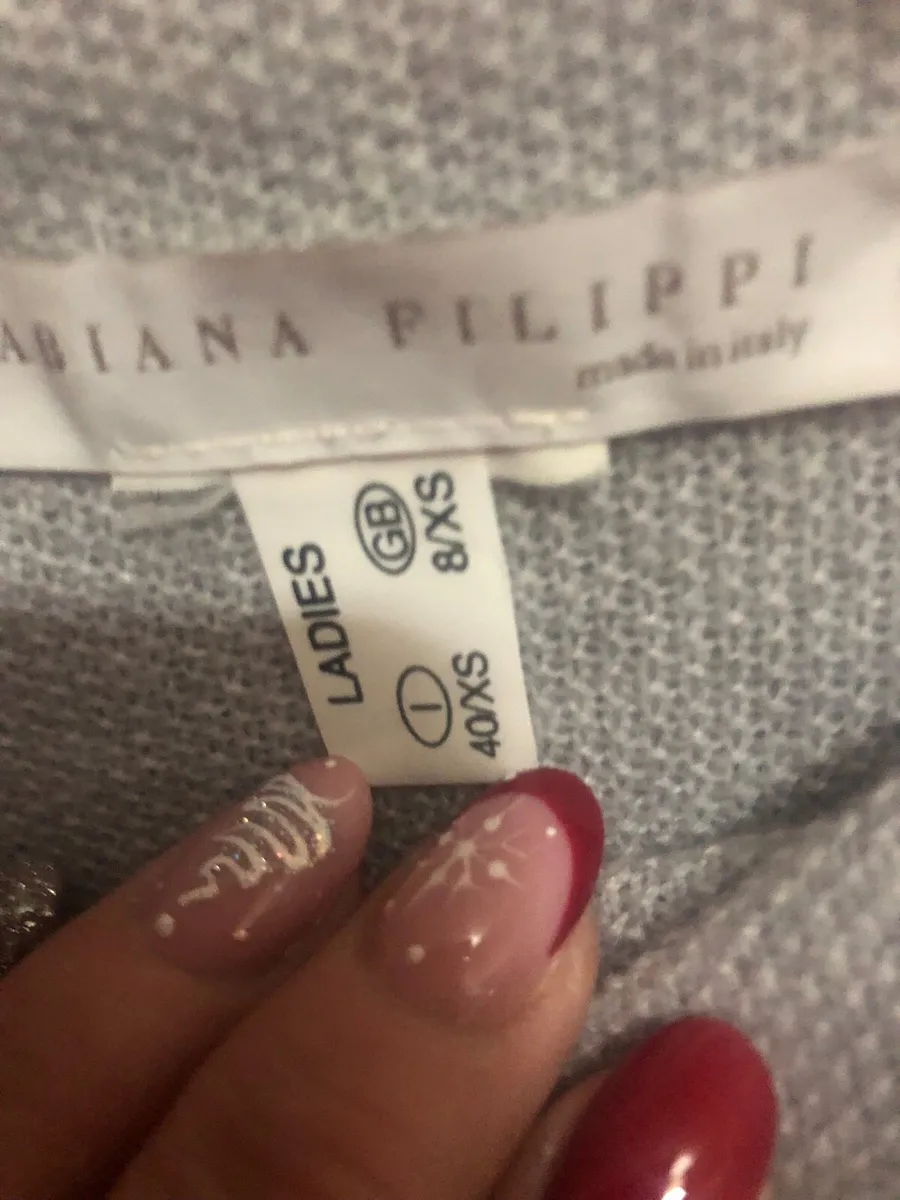 ABIANA FILIPPI
made in italy
LADIES
GB
8/XS
I
40/XS